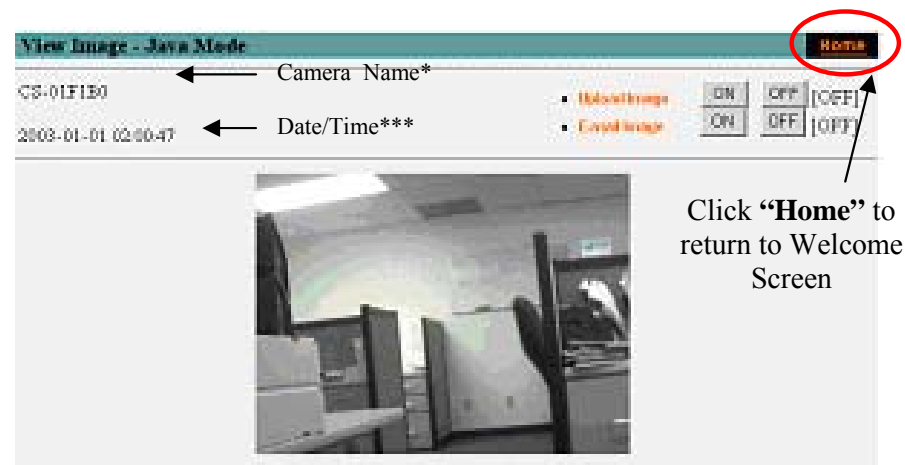 View Image - Java Mode
Home
Camera Name*
CS-01F1B0
Upload Image ON OFF [OFF]
Date/Time***
E-mail Image ON OFF [OFF]
2003-01-01 02:00:47
Click “Home” to
return to Welcome
Screen